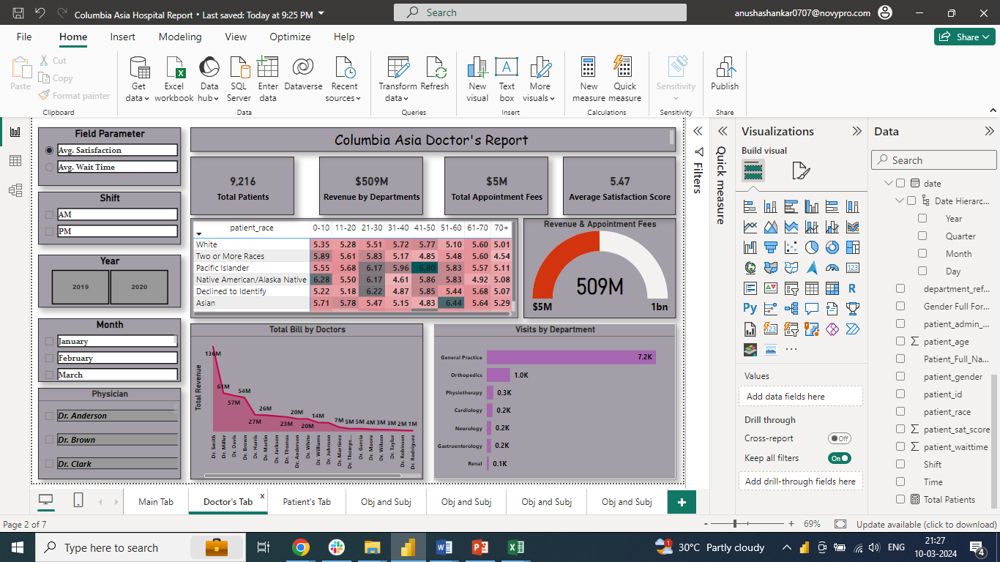 Columbia Asia Hospital Report • Last saved: Today at 9:25 PM
Search
anushashankar0707@novypro.com
File Home Insert Modeling View Optimize Help
Share
Paste
Cut
Copy
Format painter
Clipboard
Get data
Excel workbook
Data hub
SQL Server
Enter data
Dataverse
Recent sources
Data
Transform data
Refresh
Queries
New visual
Text box
More visuals
Insert
New measure
Quick measure
Calculations
Sensitivity
Sensitivity
Publish
Share
Field Parameter
Avg. Satisfaction
Avg. Wait Time
Shift
AM
PM
Year
2019 2020
Month
January
February
March
Physician
Dr. Anderson
Dr. Brown
Dr. Clark
Columbia Asia Doctor's Report
9,216
Total Patients
$509M
Revenue by Departments
$5M
Total Appointment Fees
5.47
Average Satisfaction Score
patient_race 0-10 11-20 21-30 31-40 41-50 51-60 61-70 70+
White 5.35 5.28 5.51 5.72 5.77 5.10 5.60 5.01
Two or More Races 5.89 5.61 5.83 5.17 4.85 5.48 5.60 4.54
Pacific Islander 5.55 5.68 6.17 5.96 6.80 5.83 5.57 5.11
Native American/Alaska Native 6.28 5.50 6.17 4.61 5.86 5.83 4.92 5.08
Declined to Identify 5.22 5.18 6.22 4.87 5.85 5.44 5.68 5.07
Asian 5.71 5.78 5.47 5.15 4.83 6.44 5.64 5.29
Revenue & Appointment Fees
509M
$5M 1bn
Total Bill by Doctors
Total Revenue
136M 61M 57M 54M 27M 26M 23M 20M 20M 14M 7M 5M 5M 4M 3M 3M 2M 1M
Dr. Smith
Dr. Miller
Dr. Davis
Dr. Brown
Dr. Harris
Dr. Martin
Dr. Jackson
Dr. Thomas
Dr. Anderson
Dr. White
Dr. Williams
Dr. Johnson
Dr. Martinez
Dr. Thomps...
Dr. Garcia
Dr. Moore
Dr. Wilson
Dr. Taylor
Dr. Robinson
Dr. Rodriguez
Visits by Department
General Practice 7.2K
Orthopedics 1.0K
Physiotherapy 0.3K
Cardiology 0.2K
Neurology 0.2K
Gastroenterology 0.2K
Renal 0.1K
Filters
Quick measure
Visualizations
Build visual
123
R
Py
123
...
Values
Add data fields here
Drill through
Cross-report Off
Keep all filters On
Add drill-through fields here
Data
Search
date
Date Hierarc...
Year
Quarter
Month
Day
department_ref...
Gender Full For...
patient_admin_...
patient_age
Patient_Full_Na...
patient_gender
patient_id
patient_race
patient_sat_score
patient_waittime
Shift
Time
Total Patients
Main Tab Doctor's Tab x Patient's Tab Obj and Subj Obj and Subj Obj and Subj Obj and Subj +
Page 2 of 7
- + 69%
Update available (click to download)
Type here to search
30°C Partly cloudy
ENG
21:27
10-03-2024
4